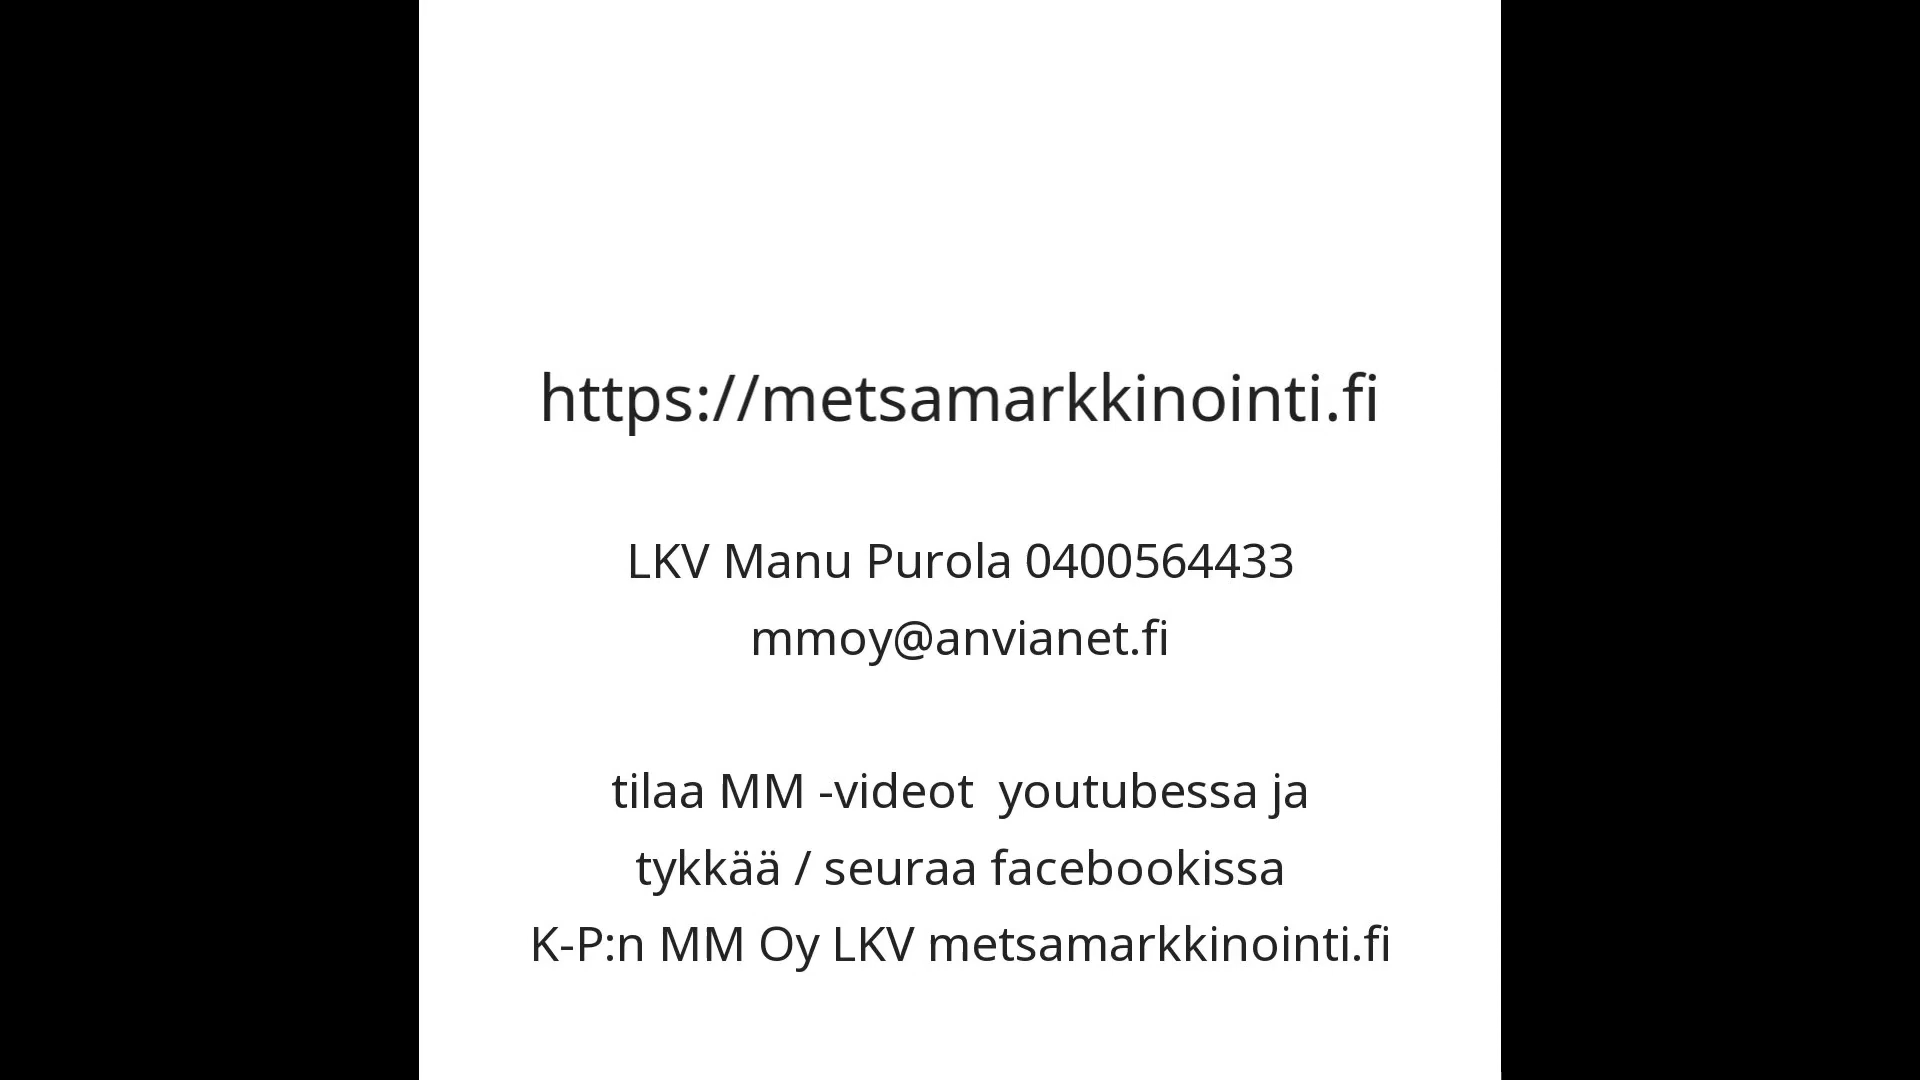 https://metsamarkkinointi.fi
LKV Manu Purola 0400564433
mmoy@anvianet.fi
tilaa MM -videot  youtubessa ja
tykkää / seuraa facebookissa
K-P:n MM Oy LKV metsamarkkinointi.fi